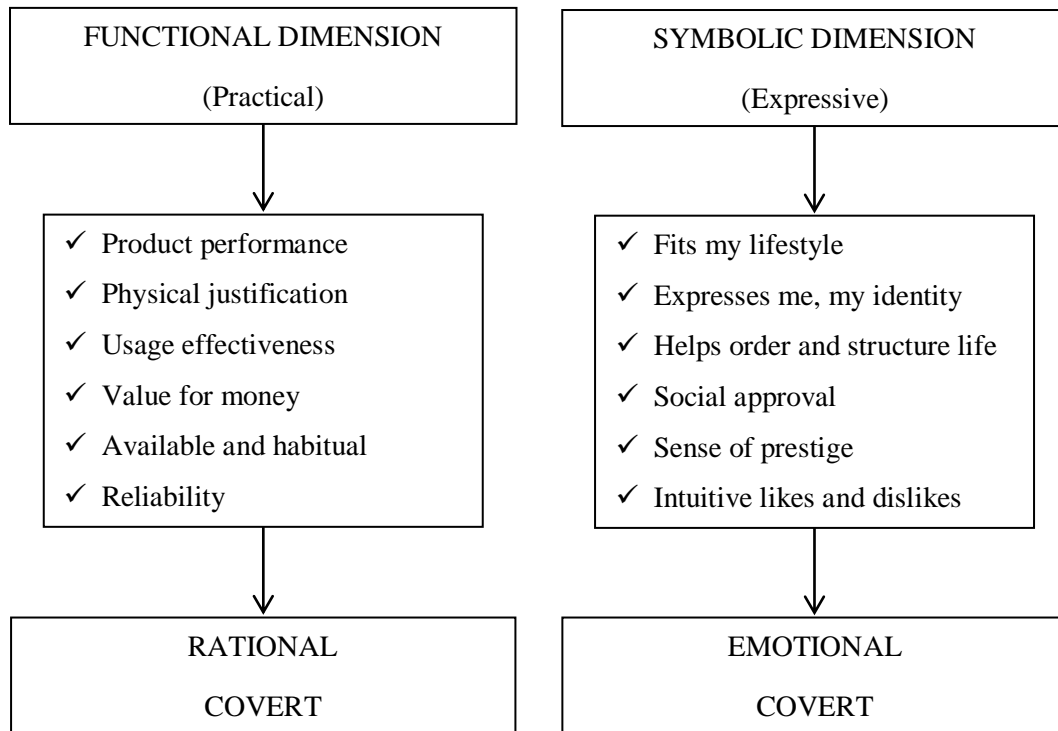 FUNCTIONAL DIMENSION
(Practical)
✓ Product performance
✓ Physical justification
✓ Usage effectiveness
✓ Value for money
✓ Available and habitual
✓ Reliability
RATIONAL
COVERT
SYMBOLIC DIMENSION
(Expressive)
✓ Fits my lifestyle
✓ Expresses me, my identity
✓ Helps order and structure life
✓ Social approval
✓ Sense of prestige
✓ Intuitive likes and dislikes
EMOTIONAL
COVERT